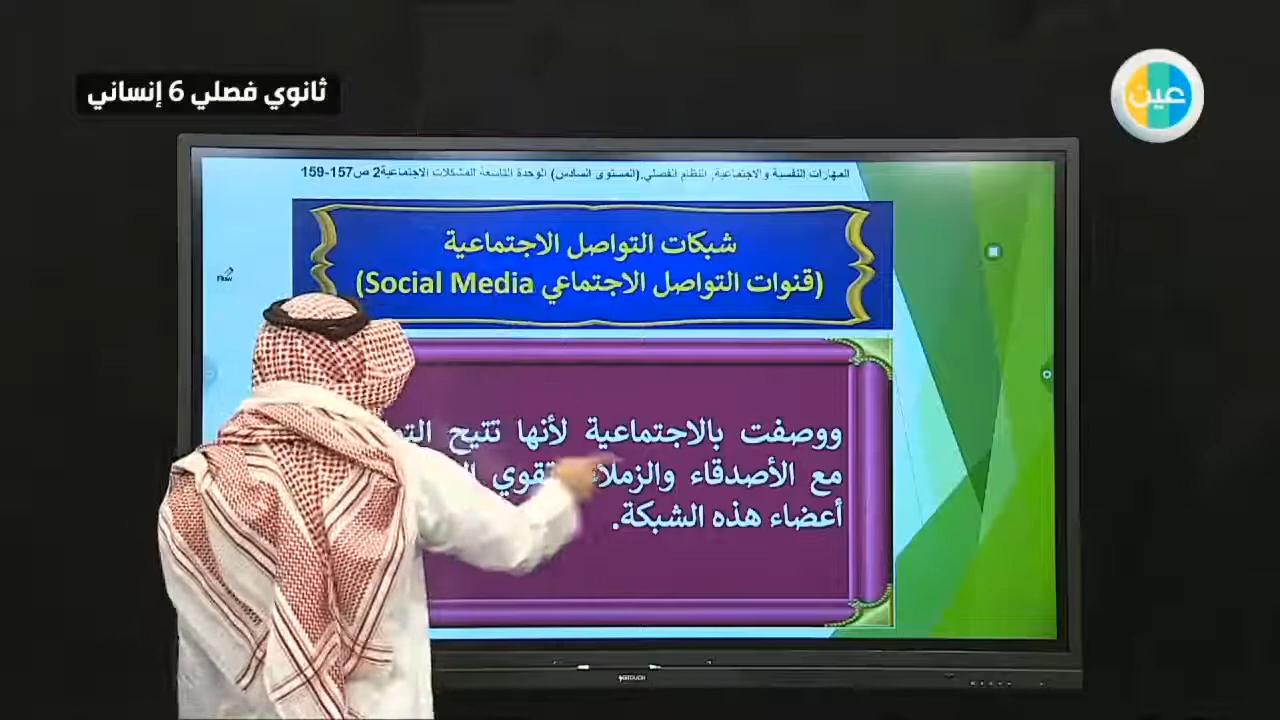 ثانوي فصلي 6 إنساني
عين
المهارات النفسية والاجتماعية, النظام الفصلي.(المستوى السادس) الوحدة التاسعة المشكلات الاجتماعية2 ص157-159
شبكات التواصل الاجتماعية
(قنوات التواصل الاجتماعي Social Media)
ووصفت بالاجتماعية لأنها تتيح
مع الأصدقاء
أعضاء هذه الشبكة.